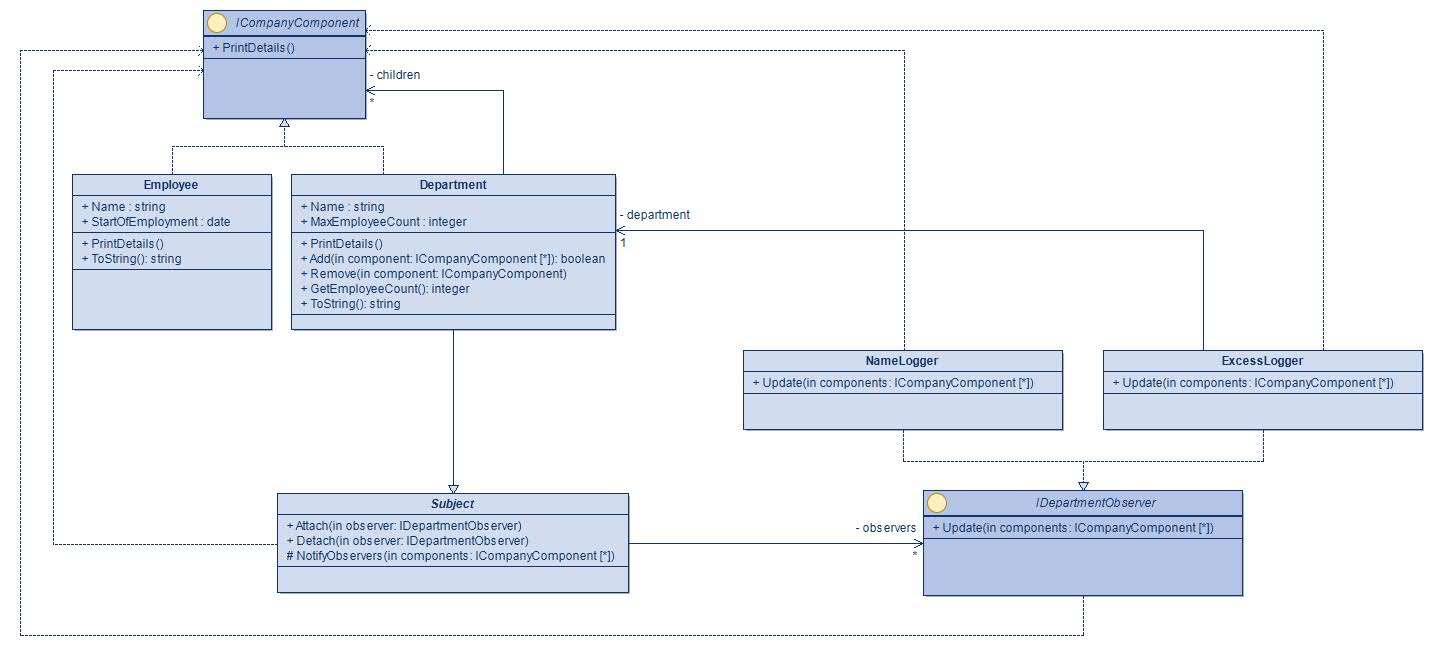 ICompanyComponent
+ PrintDetails()
- children
*
Employee
+ Name : string
+ StartOfEmployment : date
+ PrintDetails()
+ ToString(): string
Department
+ Name : string
+ MaxEmployeeCount : integer
+ PrintDetails()
+ Add(in component: ICompanyComponent [*]): boolean
+ Remove(in component: ICompanyComponent)
+ GetEmployeeCount(): integer
+ ToString(): string
- department
1
NameLogger
+ Update(in components: ICompanyComponent [*])
ExcessLogger
+ Update(in components: ICompanyComponent [*])
Subject
+ Attach(in observer: IDepartmentObserver)
+ Detach(in observer: IDepartmentObserver)
# NotifyObservers(in components: ICompanyComponent [*])
- observers
*
IDepartmentObserver
+ Update(in components: ICompanyComponent [*])